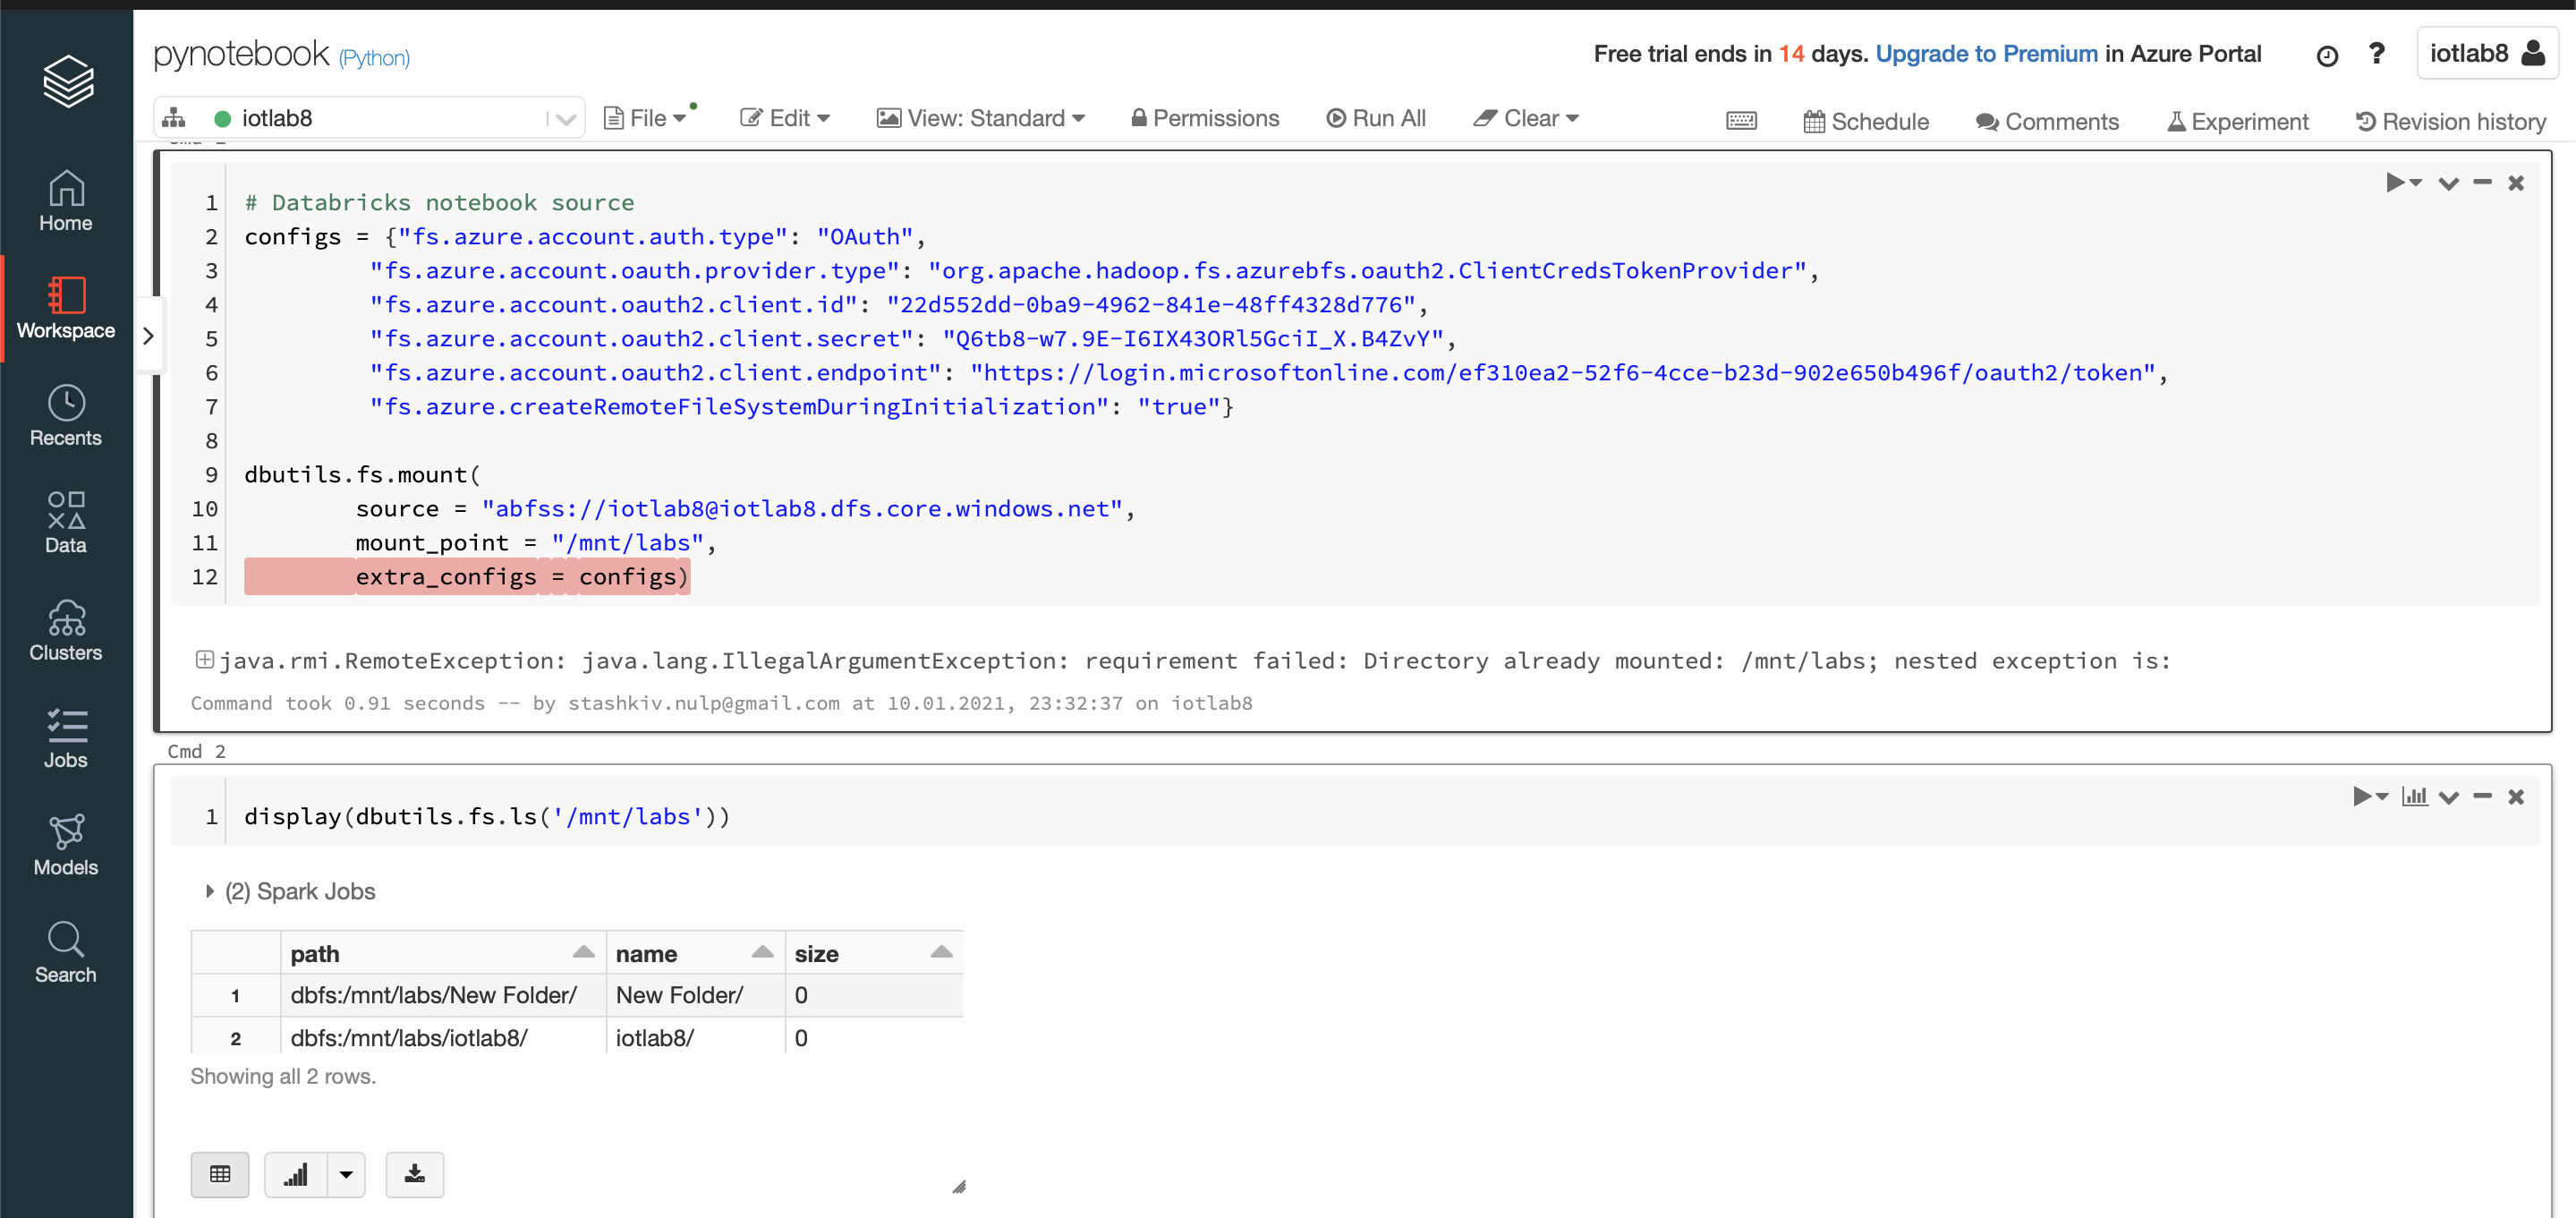 pynotebook (Python)
Free trial ends in 14 days. Upgrade to Premium in Azure Portal
?
iotlab8
iotlab8
File
Edit
View: Standard
Permissions
Run All
Clear
Schedule
Comments
Experiment
Revision history
Home
Workspace
Recents
Data
Clusters
Jobs
Models
Search
1 # Databricks notebook source
2 configs = {"fs.azure.account.auth.type": "OAuth",
3 "fs.azure.account.oauth.provider.type": "org.apache.hadoop.fs.azurebfs.oauth2.ClientCredsTokenProvider",
4 "fs.azure.account.oauth2.client.id": "22d552dd-0ba9-4962-841e-48ff4328d776",
5 "fs.azure.account.oauth2.client.secret": "Q6tb8-w7.9E-I6IX43ORl5GciI_X.B4ZvY",
6 "fs.azure.account.oauth2.client.endpoint": "https://login.microsoftonline.com/ef310ea2-52f6-4cce-b23d-902e650b496f/oauth2/token",
7 "fs.azure.createRemoteFileSystemDuringInitialization": "true"}
8
9 dbutils.fs.mount(
10 source = "abfss://iotlab8@iotlab8.dfs.core.windows.net",
11 mount_point = "/mnt/labs",
12 extra_configs = configs)
java.rmi.RemoteException: java.lang.IllegalArgumentException: requirement failed: Directory already mounted: /mnt/labs; nested exception is:
Command took 0.91 seconds -- by stashkiv.nulp@gmail.com at 10.01.2021, 23:32:37 on iotlab8
Cmd 2
1 display(dbutils.fs.ls('/mnt/labs'))
(2) Spark Jobs
path name size
1 dbfs:/mnt/labs/New Folder/ New Folder/ 0
2 dbfs:/mnt/labs/iotlab8/ iotlab8/ 0
Showing all 2 rows.